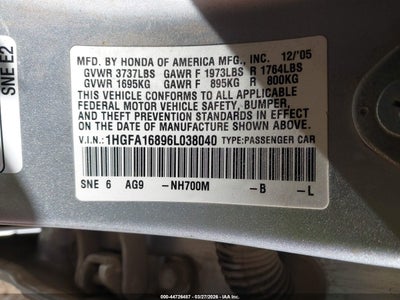 SNE E2
MFD. BY HONDA OF AMERICA MFG., INC. 12/'05
GVWR 3737LBS GAWR F 1973LBS R 1764LBS
GVWR 1695KG GAWR F 895KG R 800KG
THIS VEHICLE CONFORMS TO ALL APPLICABLE
FEDERAL MOTOR VEHICLE SAFETY, BUMPER,
AND THEFT PREVENTION STANDARDS IN EFFECT
ON THE DATE OF MANUFACTURE SHOWN ABOVE.
V.I.N.: 1HGFA16896L038040 TYPE:PASSENGER CAR
SNE 6 AG9 -NH700M -B -L
© 44726487 - 03/27/2026 - IAA